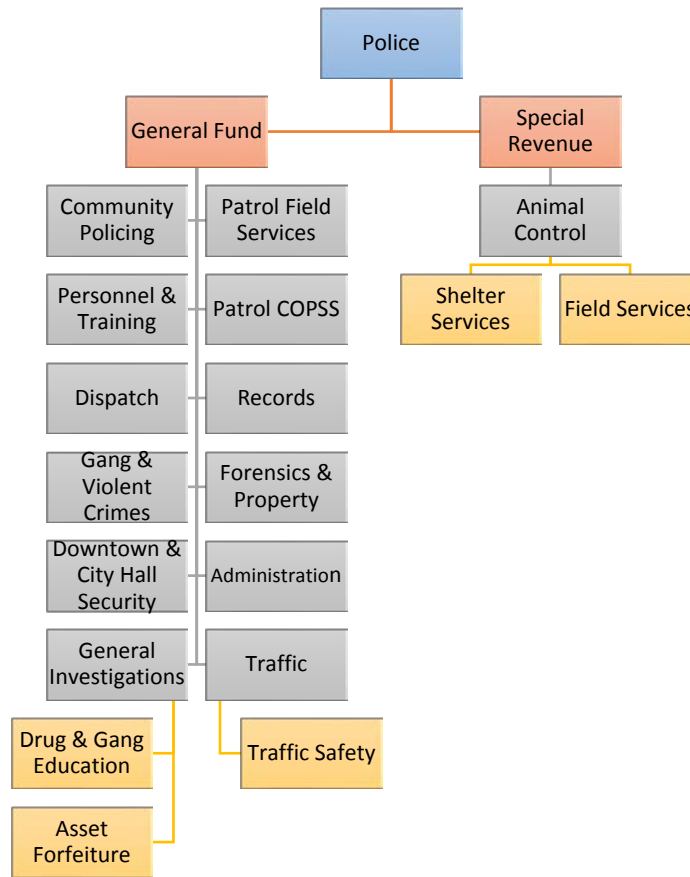 Police
General Fund
Special
Revenue
Community
Policing
Patrol Field
Services
Animal
Control
Personnel &
Training
Patrol COPSS
Shelter
Services
Field Services
Dispatch
Records
Gang &
Violent
Crimes
Forensics &
Property
Downtown &
City Hall
Security
Administration
General
Investigations
Traffic
Drug & Gang
Education
Traffic Safety
Asset
Forfeiture